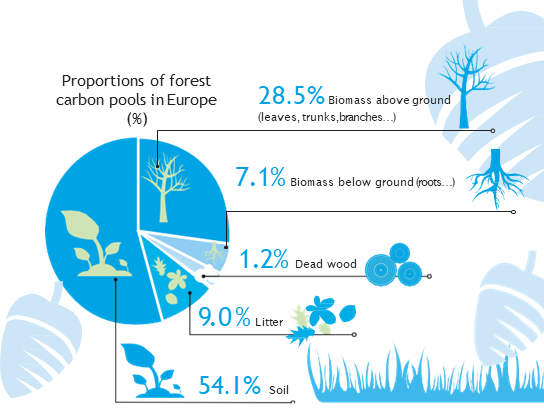 Proportions of forest
carbon pools in Europe
(%)
28.5% Biomass above ground
(leaves, trunks,branches...)
7.1% Biomass below ground (roots...)
1.2% Dead wood
9.0% Litter
54.1% Soil